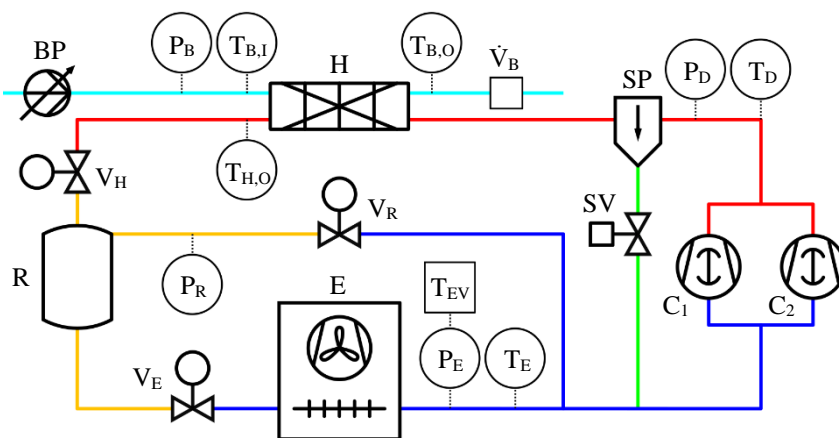 BP
P_B
T_B,I
H
T_B,O
V̇_B
SP
P_D
T_D
T_H,O
V_H
V_R
SV
R
P_R
E
T_EV
C_1
C_2
V_E
P_E
T_E